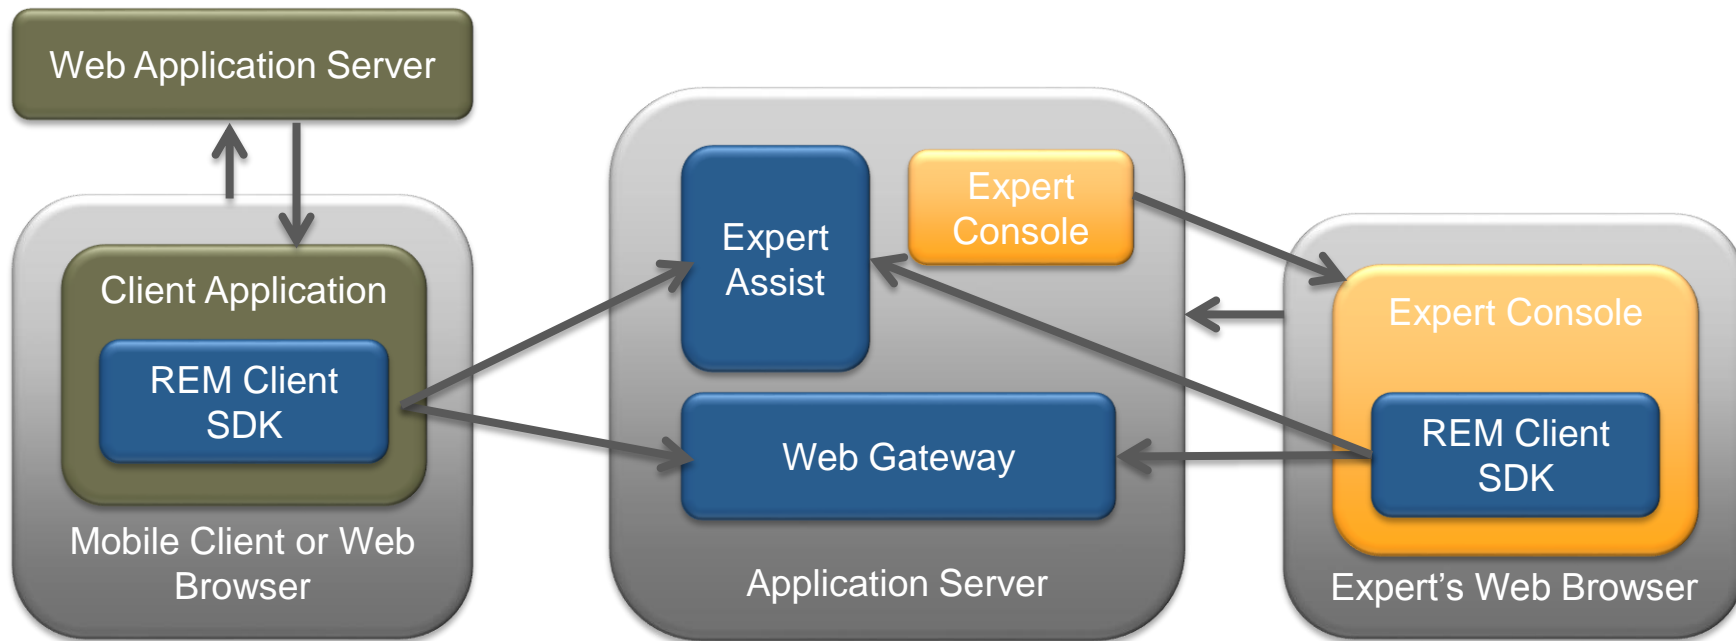 Web Application Server
Client Application
REM Client
SDK
Mobile Client or Web
Browser
Expert
Assist
Expert
Console
Web Gateway
Application Server
Expert Console
REM Client
SDK
Expert’s Web Browser